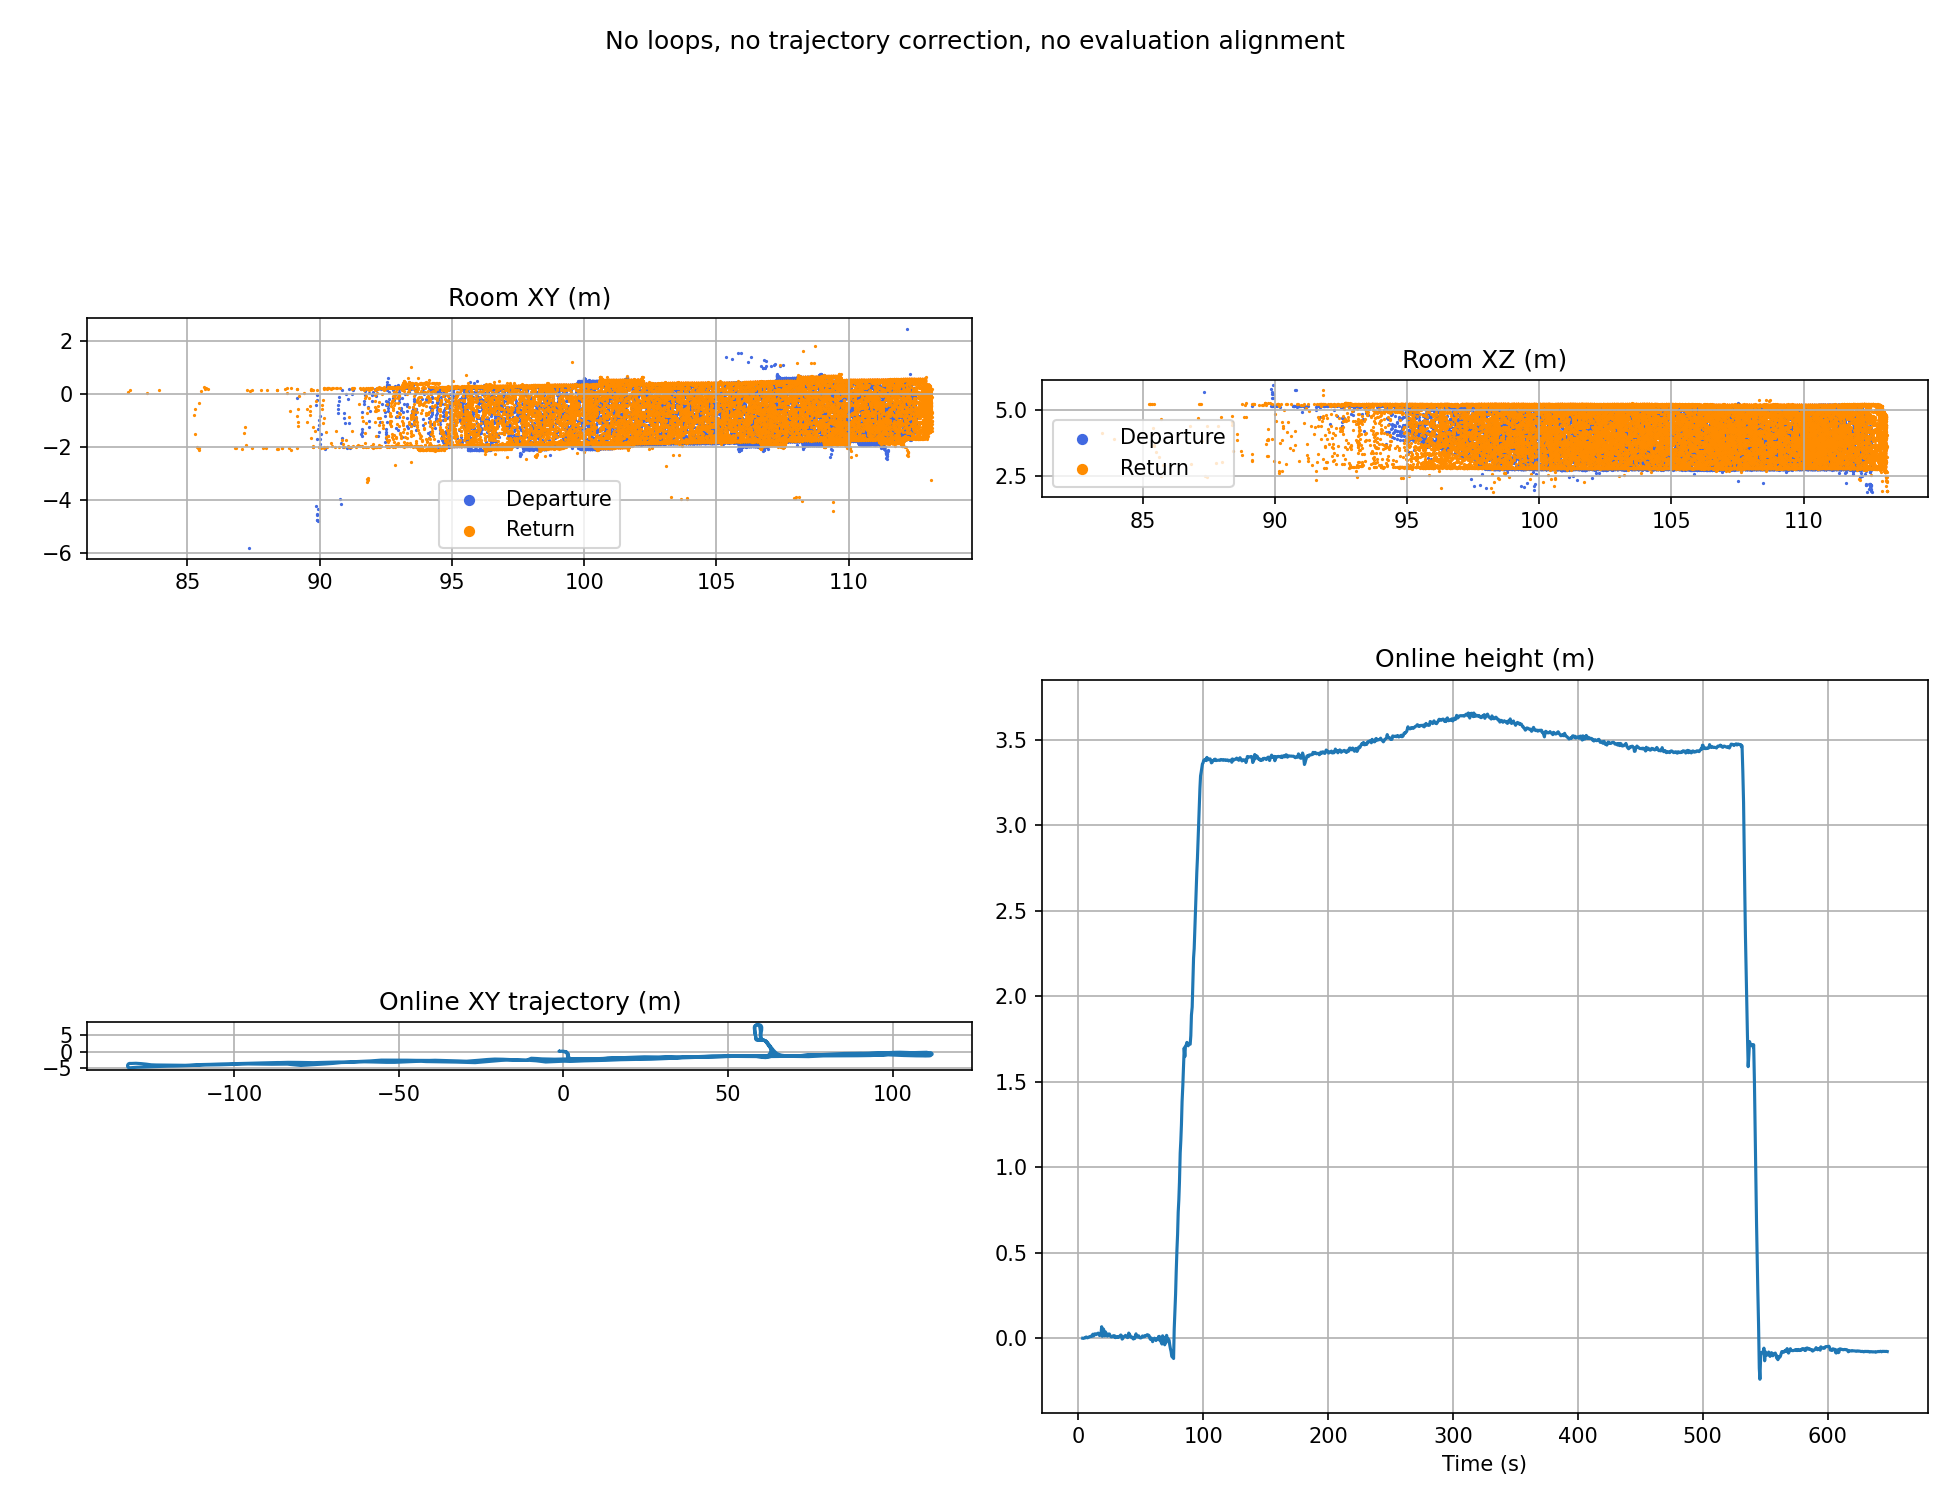 No loops, no trajectory correction, no evaluation alignment
Room XY (m)
2
0
−2
−4
−6
Departure
Return
85 90 95 100 105 110
Room XZ (m)
5.0
2.5
Departure
Return
85 90 95 100 105 110
Online XY trajectory (m)
5
0
−5
−100 −50 0 50 100
Online height (m)
3.5
3.0
2.5
2.0
1.5
1.0
0.5
0.0
0 100 200 300 400 500 600
Time (s)